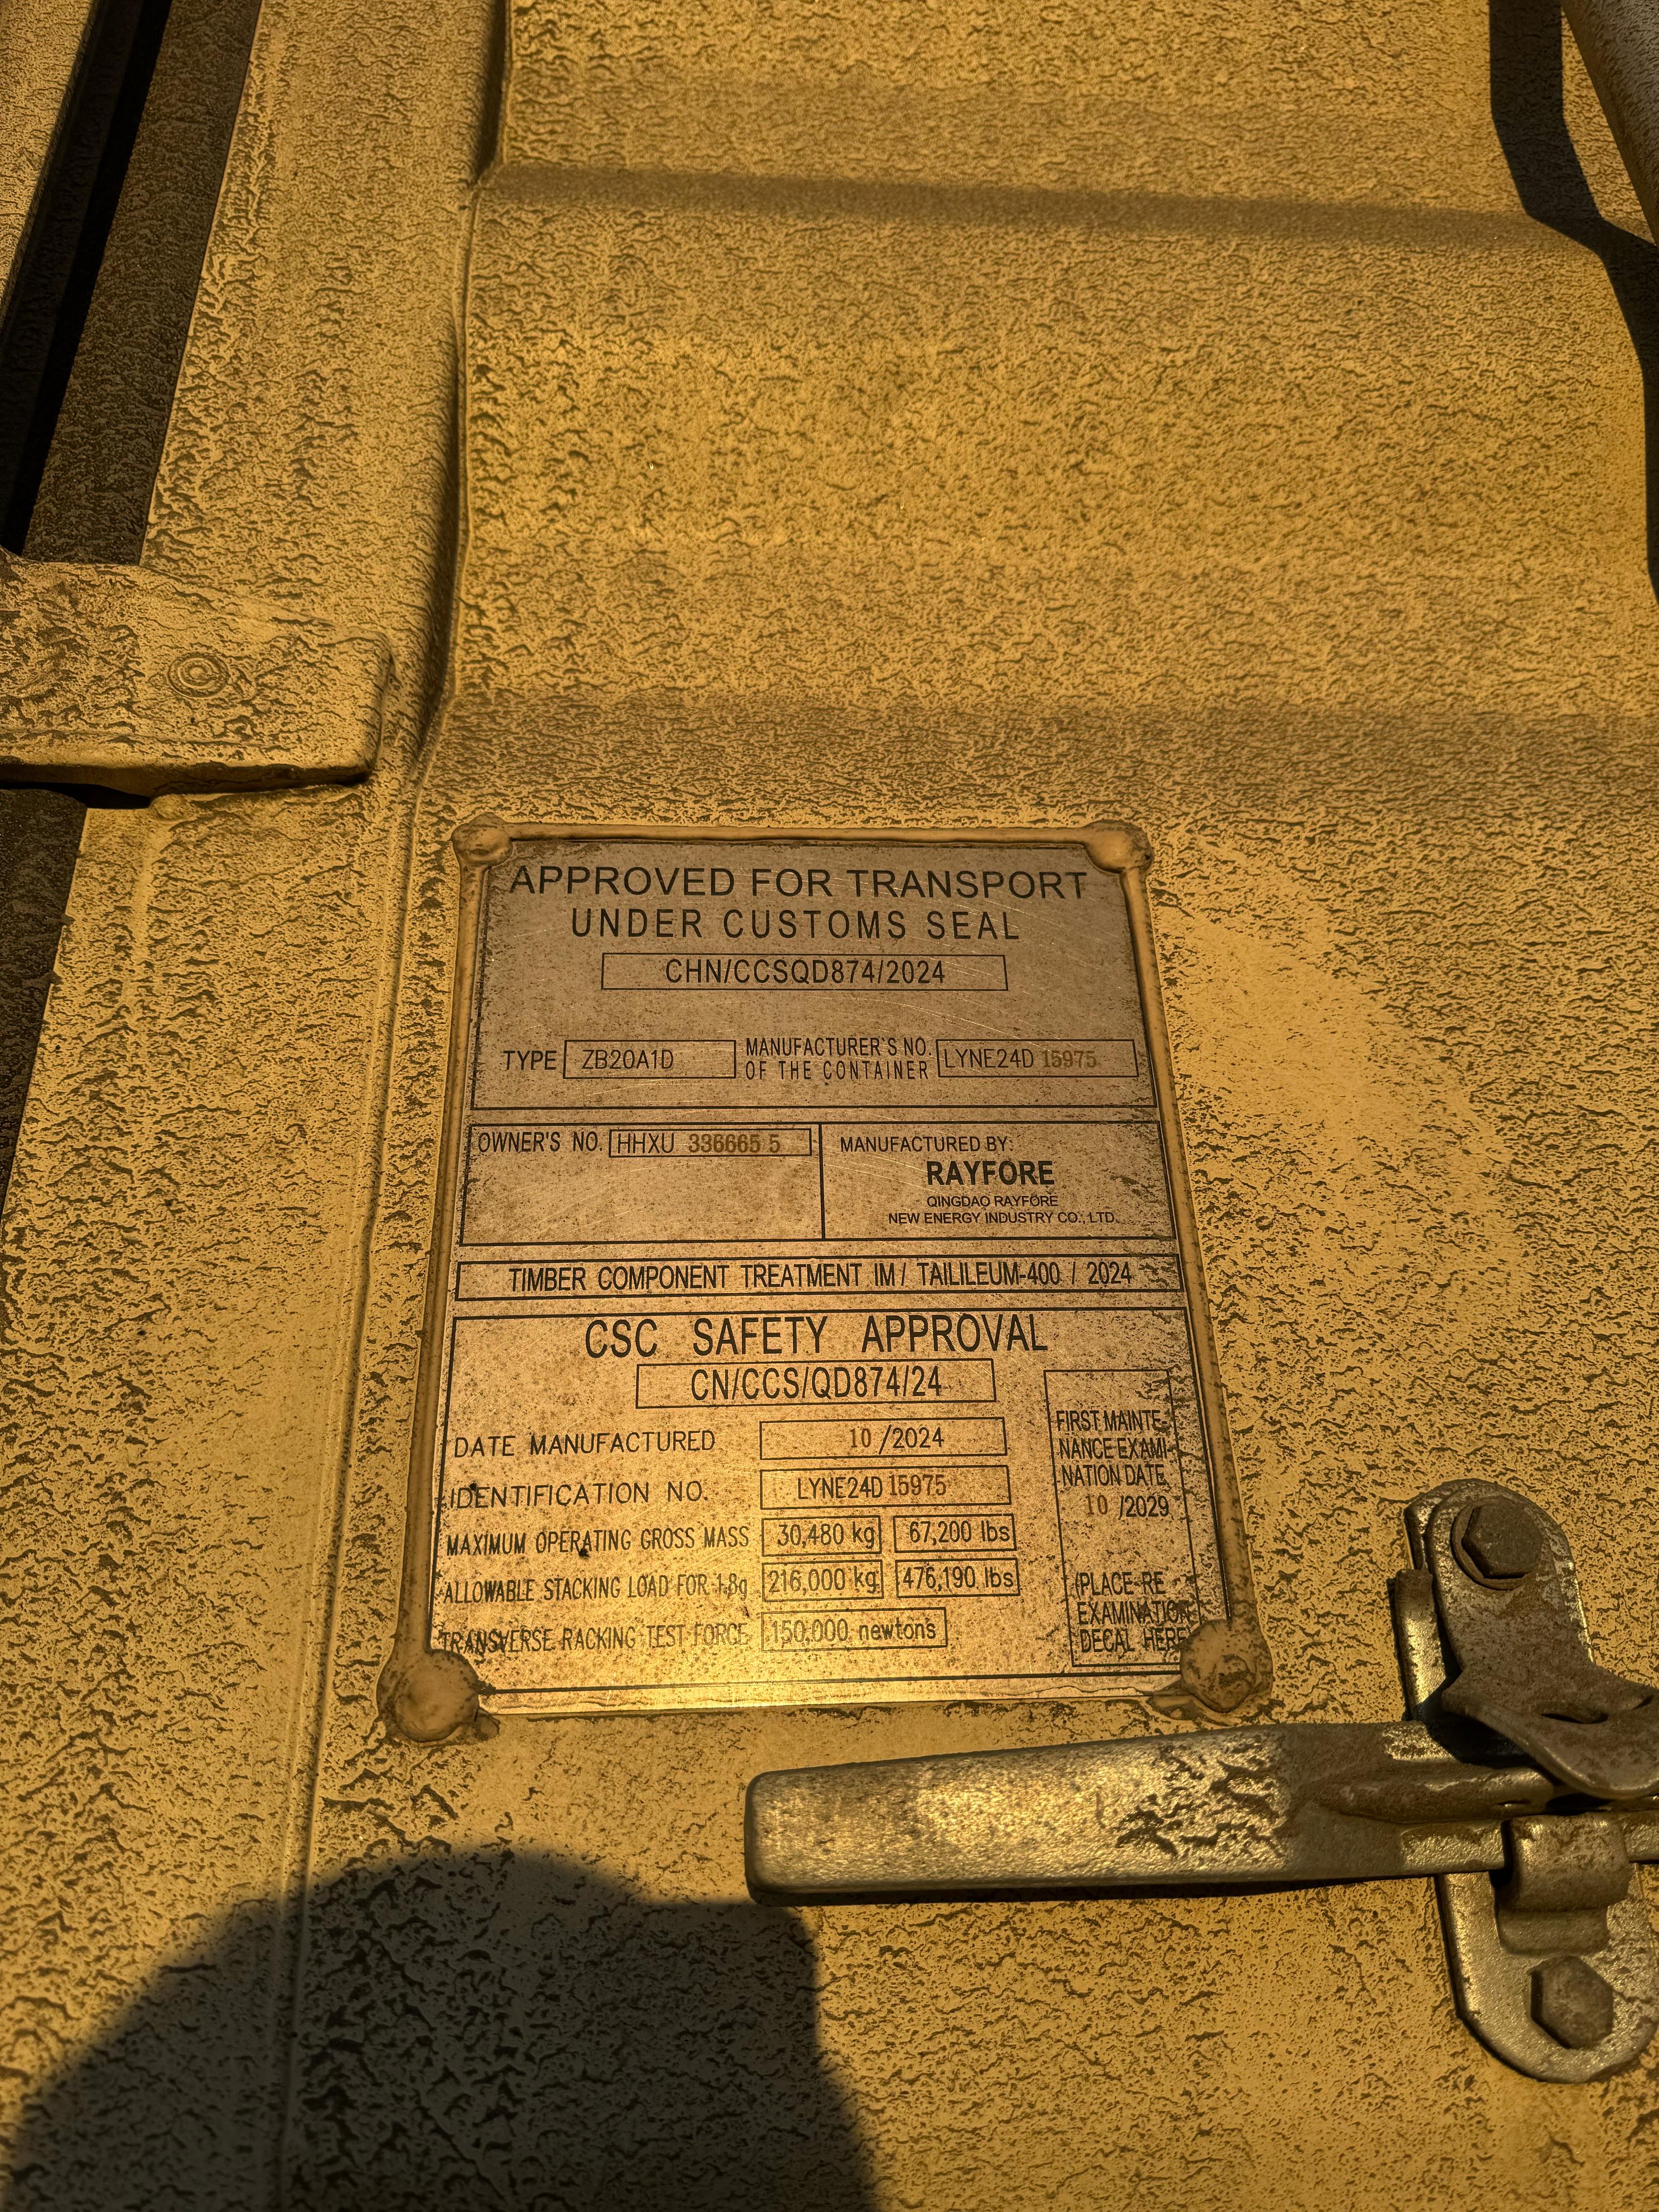 APPROVED FOR TRANSPORT
UNDER CUSTOMS SEAL
CHN/CCSQD874/2024
TYPE ZB20A1D MANUFACTURER'S NO. OF THE CONTAINER LYNE24D 15975
OWNER'S NO. HHXU 336665 5
MANUFACTURED BY:
RAYFORE
QINGDAO RAYFORE
NEW ENERGY INDUSTRY CO., LTD.
TIMBER COMPONENT TREATMENT IM / TAILILEUM-400 / 2024
CSC SAFETY APPROVAL
CN/CCS/QD874/24
DATE MANUFACTURED 10 /2024
IDENTIFICATION NO. LYNE24D 15975
MAXIMUM OPERATING GROSS MASS 30,480 kg 67,200 lbs
ALLOWABLE STACKING LOAD FOR 1.8g 216,000 kg 476,190 lbs
TRANSVERSE RACKING TEST FORCE 150,000 newtons
FIRST MAINTE-
NANCE EXAMI-
NATION DATE
10 /2029
(PLACE RE-
EXAMINATION
DECAL HERE)